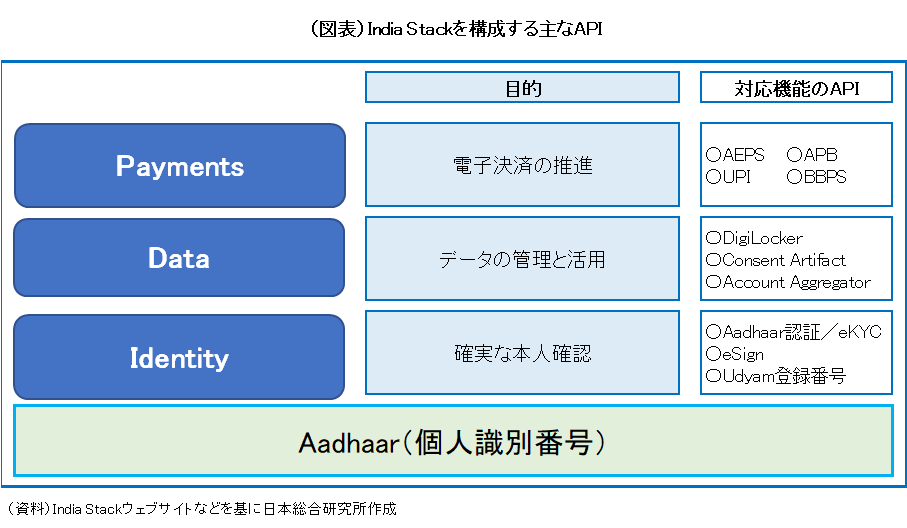 （図表）India Stackを構成する主なAPI
目的
対応機能のAPI
Payments
電子決済の推進
○AEPS ○APB
○UPI ○BBPS
Data
データの管理と活用
○DigiLocker
○Consent Artifact
○Account Aggregator
Identity
確実な本人確認
○Aadhaar認証／eKYC
○eSign
○Udyam登録番号
Aadhaar（個人識別番号）
（資料）India Stackウェブサイトなどを基に日本総合研究所作成